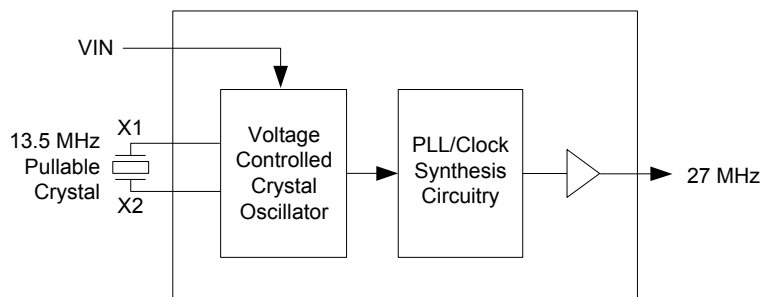 VIN
13.5 MHz
Pullable
Crystal
X1
X2
Voltage
Controlled
Crystal
Oscillator
PLL/Clock
Synthesis
Circuitry
27 MHz